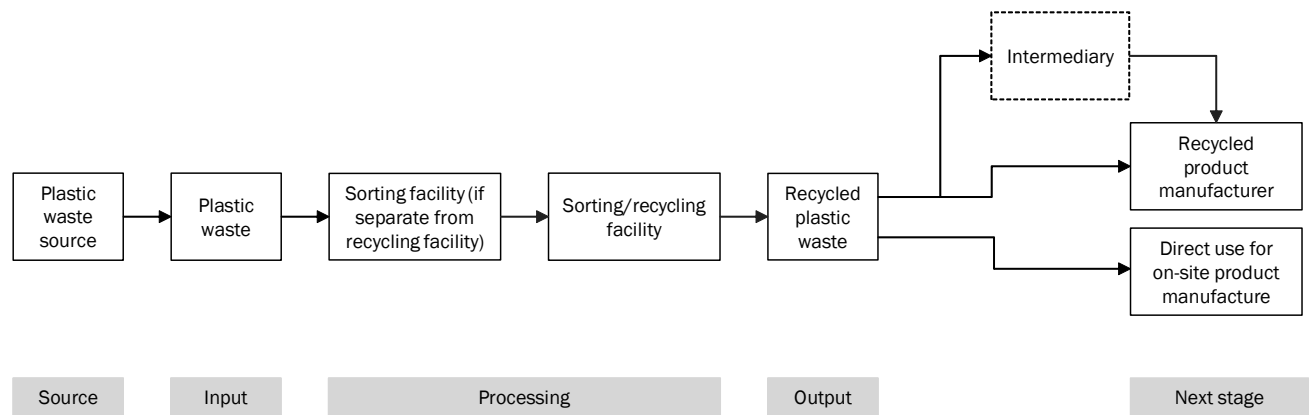 Intermediary
Plastic
waste
source
Plastic
waste
Sorting facility (if
separate from
recycling facility)
Sorting/recycling
facility
Recycled
plastic
waste
Recycled
product
manufacturer
Direct use for
on-site product
manufacture
Source
Input
Processing
Output
Next stage